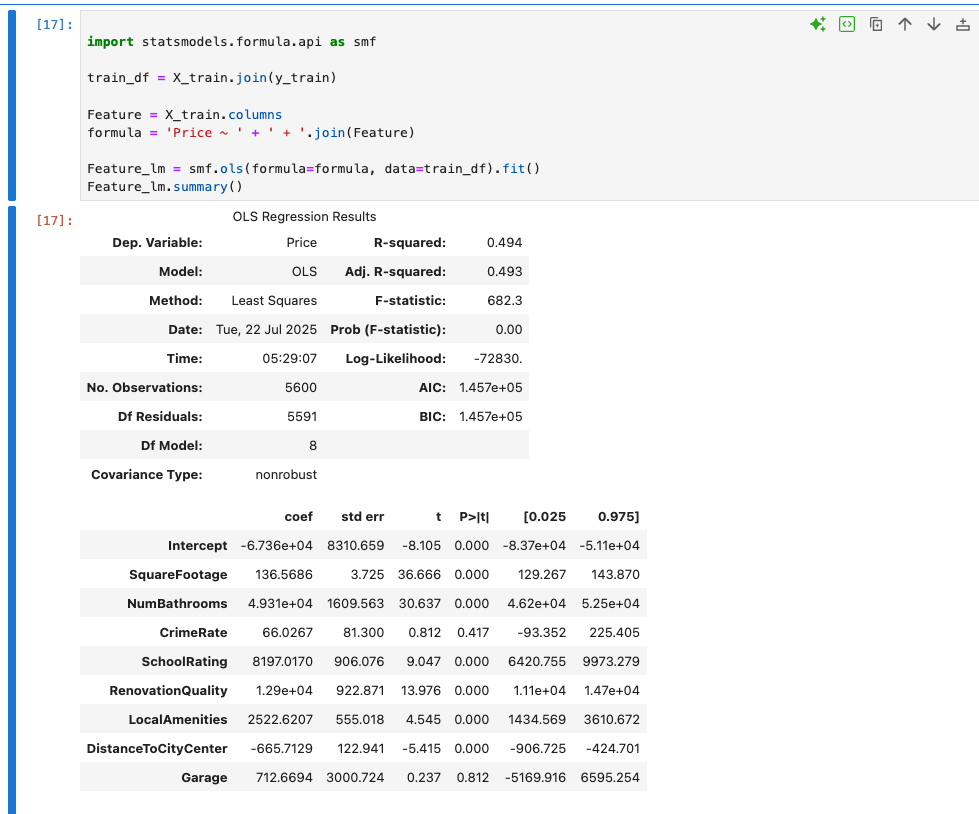 [17]:
import statsmodels.formula.api as smf
train_df = X_train.join(y_train)
Feature = X_train.columns
formula = 'Price ~ ' + ' + '.join(Feature)
Feature_lm = smf.ols(formula=formula, data=train_df).fit()
Feature_lm.summary()
[17]:
OLS Regression Results
Dep. Variable: Price R-squared: 0.494
Model: OLS Adj. R-squared: 0.493
Method: Least Squares F-statistic: 682.3
Date: Tue, 22 Jul 2025 Prob (F-statistic): 0.00
Time: 05:29:07 Log-Likelihood: -72830.
No. Observations: 5600 AIC: 1.457e+05
Df Residuals: 5591 BIC: 1.457e+05
Df Model: 8
Covariance Type: nonrobust
coef std err t P>|t| [0.025 0.975]
Intercept -6.736e+04 8310.659 -8.105 0.000 -8.37e+04 -5.11e+04
SquareFootage 136.5686 3.725 36.666 0.000 129.267 143.870
NumBathrooms 4.931e+04 1609.563 30.637 0.000 4.62e+04 5.25e+04
CrimeRate 66.0267 81.300 0.812 0.417 -93.352 225.405
SchoolRating 8197.0170 906.076 9.047 0.000 6420.755 9973.279
RenovationQuality 1.29e+04 922.871 13.976 0.000 1.11e+04 1.47e+04
LocalAmenities 2522.6207 555.018 4.545 0.000 1434.569 3610.672
DistanceToCityCenter -665.7129 122.941 -5.415 0.000 -906.725 -424.701
Garage 712.6694 3000.724 0.237 0.812 -5169.916 6595.254